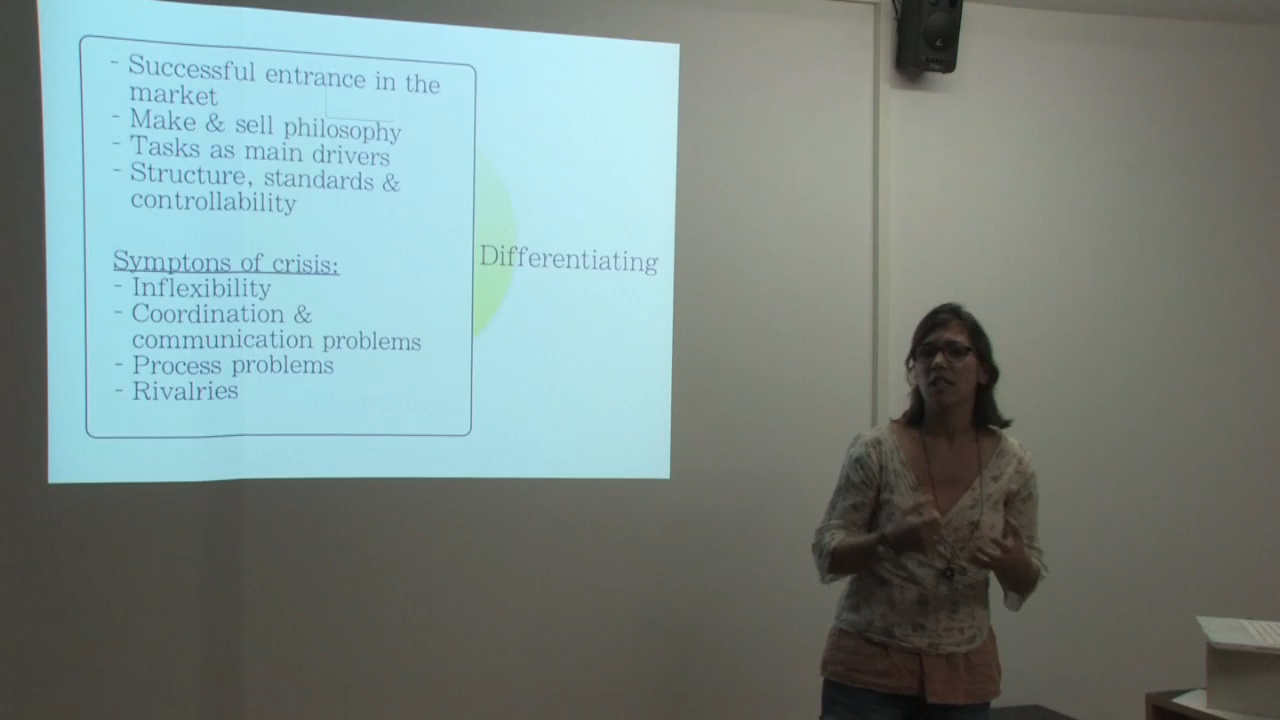 - Successful entrance in the
market
- Make & sell philosophy
- Tasks as main drivers
- Structure, standards &
controllability
Symptons of crisis:
- Inflexibility
- Coordination &
communication problems
- Process problems
- Rivalries
Differentiating